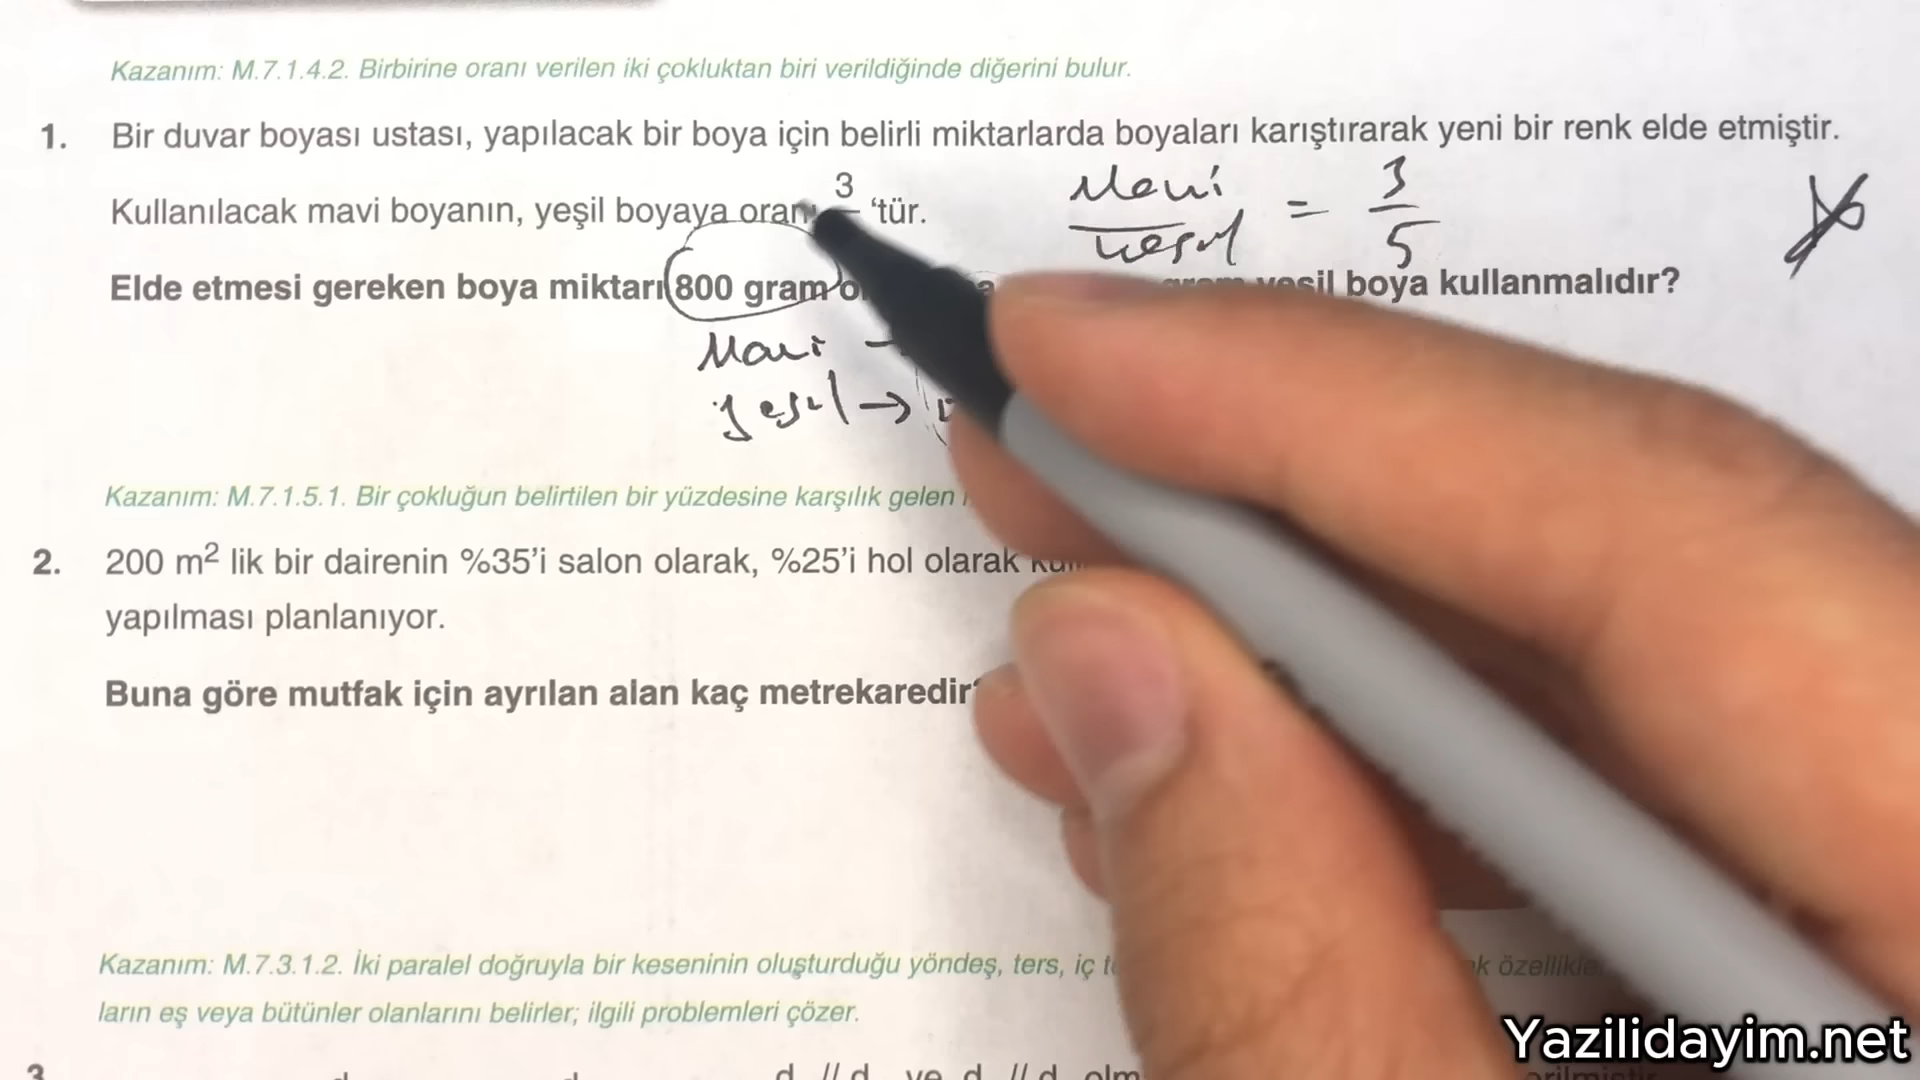 Kazanım: M.7.1.4.2. Birbirine oranı verilen iki çokluktan biri verildiğinde diğerini bulur.
1. Bir duvar boyası ustası, yapılacak bir boya için belirli miktarlarda boyaları karıştırarak yeni bir renk elde etmiştir.
Kullanılacak mavi boyanın, yeşil boyaya oranı 3 'tür.
Mavi / Yeşil = 3/5
Elde etmesi gereken boya miktarı 800 gram yeşil boya kullanmalıdır?
Mavi →
Yeşil →
Kazanım: M.7.1.5.1. Bir çokluğun belirtilen bir yüzdesine karşılık gelen
2. 200 m² lik bir dairenin %35'i salon olarak, %25'i hol olarak
yapılması planlanıyor.
Buna göre mutfak için ayrılan alan kaç metrekaredir?
Kazanım: M.7.3.1.2. İki paralel doğruyla bir keseninin oluşturduğu yöndeş, ters, iç
ların eş veya bütünler olanlarını belirler; ilgili problemleri çözer.
3 d d d // d ve d // d
Yazilidayim.net